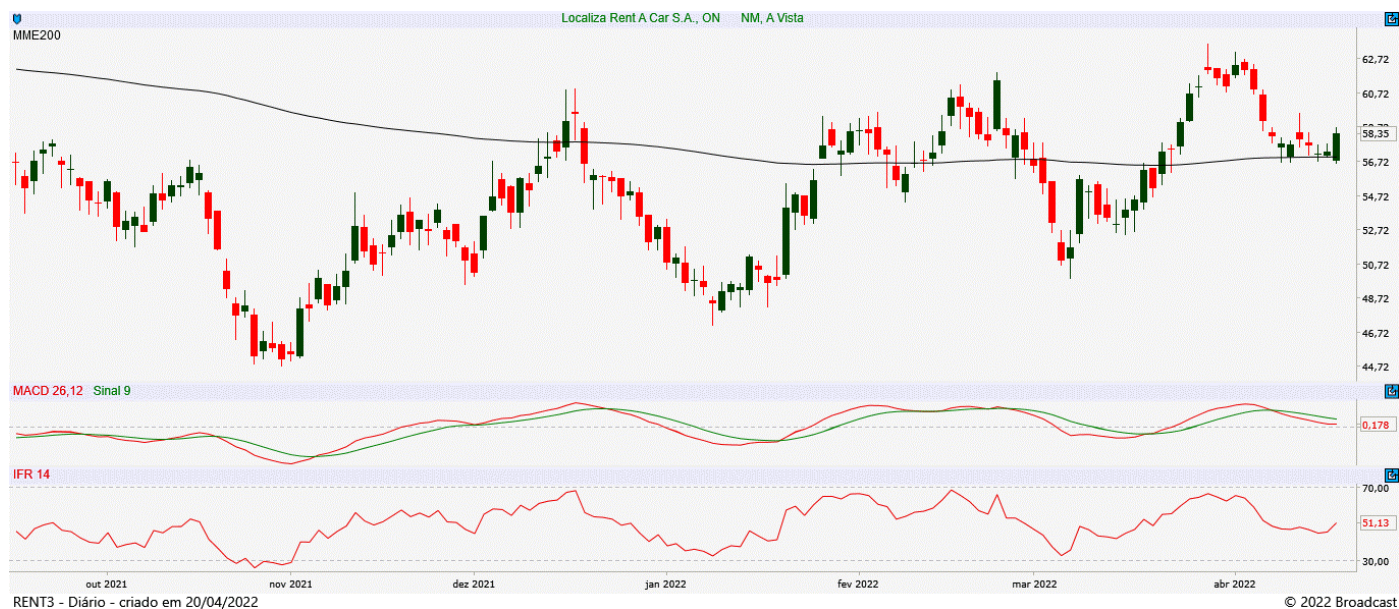 Localiza Rent A Car S.A., ON NM, A Vista
MME200
62,72
60,72
58,35
56,72
54,72
52,72
50,72
48,72
46,72
44,72
MACD 26,12 Sinal 9
0,178
IFR 14
70,00
51,13
30,00
out 2021 nov 2021 dez 2021 jan 2022 fev 2022 mar 2022 abr 2022
RENT3 - Diário - criado em 20/04/2022 © 2022 Broadcast